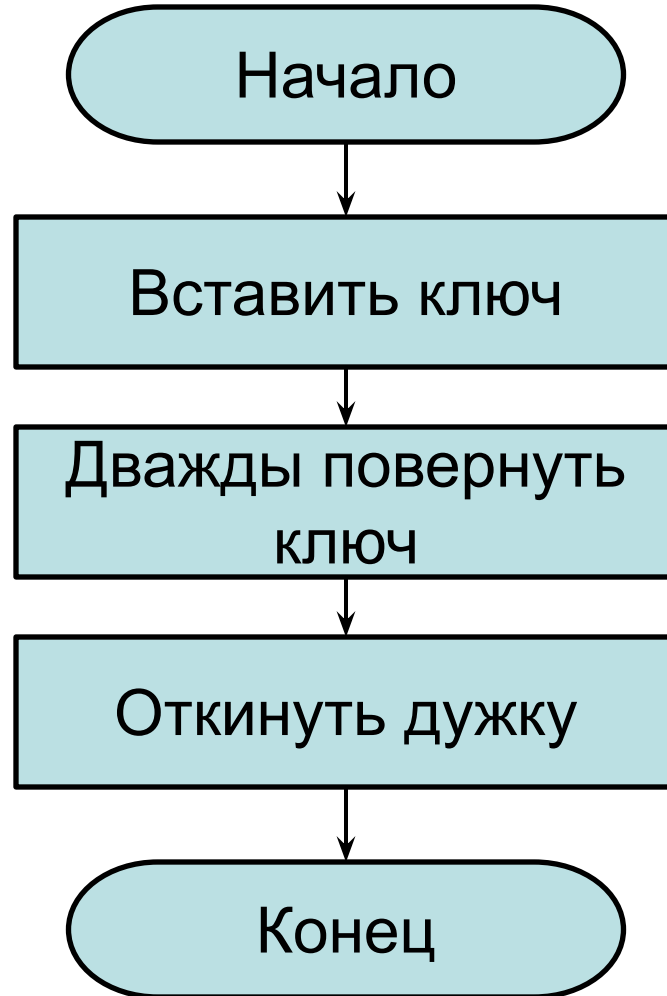 Начало
Вставить ключ
Дважды повернуть
ключ
Откинуть дужку
Конец